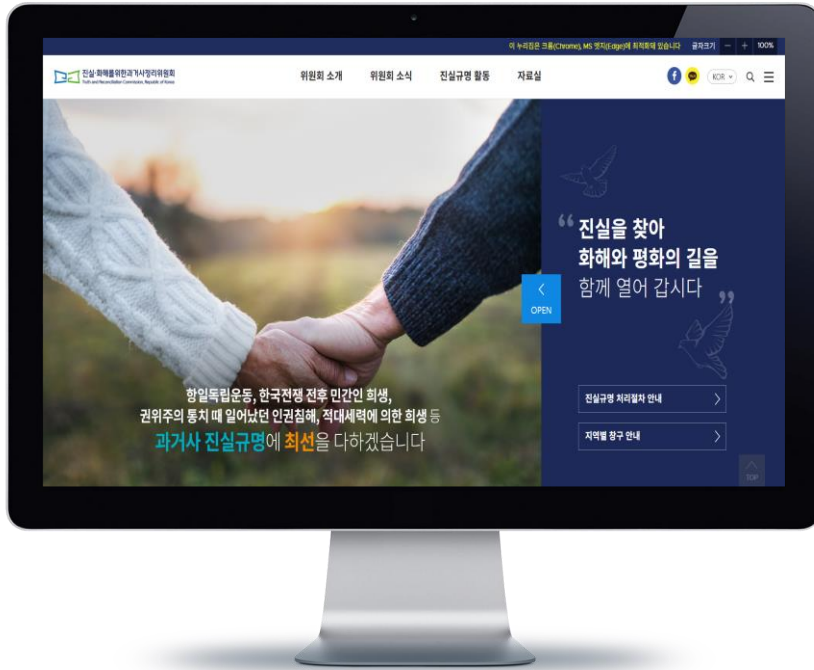 이 누리집은 크롬(Chrome), MS 엣지(Edge)에 최적화돼 있습니다 글자크기 − + 100%
진실·화해를위한과거사정리위원회
Truth and Reconciliation Commission, Republic of Korea
위원회 소개 위원회 소식 진실규명 활동 자료실
f KOR
“진실을 찾아
화해와 평화의 길을
함께 열어 갑시다”
OPEN
항일독립운동, 한국전쟁 전후 민간인 희생,
권위주의 통치 때 일어났던 인권침해, 적대세력에 의한 희생 등
과거사 진실규명에 최선을 다하겠습니다
진실규명 처리절차 안내
지역별 창구 안내
TOP